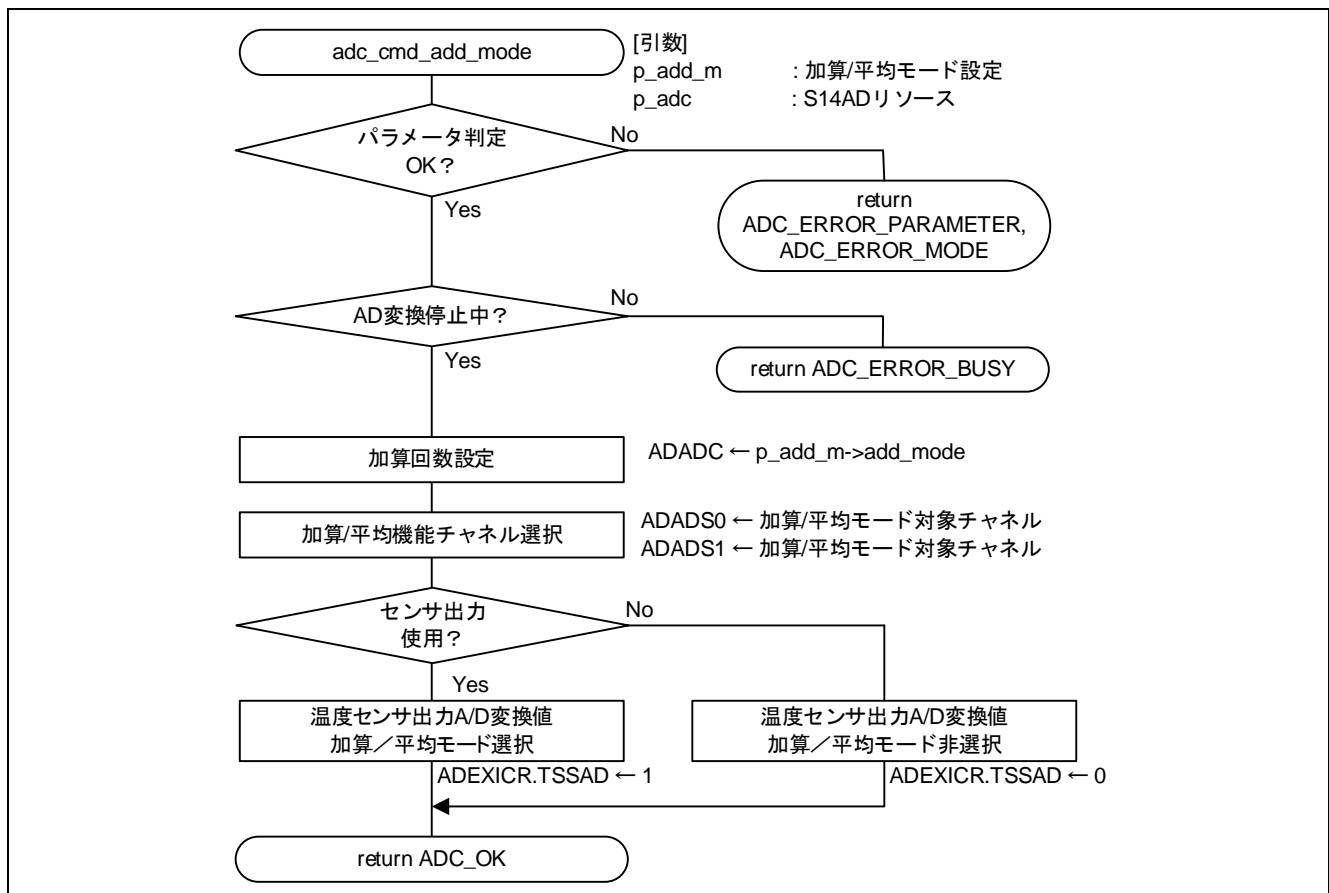 adc_cmd_add_mode
[引数]
p_add_m : 加算/平均モード設定
p_adc : S14ADリソース
パラメータ判定
OK？
No
Yes
return
ADC_ERROR_PARAMETER,
ADC_ERROR_MODE
AD変換停止中？
No
Yes
return ADC_ERROR_BUSY
加算回数設定
ADADC ← p_add_m->add_mode
加算/平均機能チャネル選択
ADADS0 ← 加算/平均モード対象チャネル
ADADS1 ← 加算/平均モード対象チャネル
センサ出力
使用？
No
Yes
温度センサ出力A/D変換値
加算／平均モード選択
ADEXICR.TSSAD ← 1
温度センサ出力A/D変換値
加算／平均モード非選択
ADEXICR.TSSAD ← 0
return ADC_OK